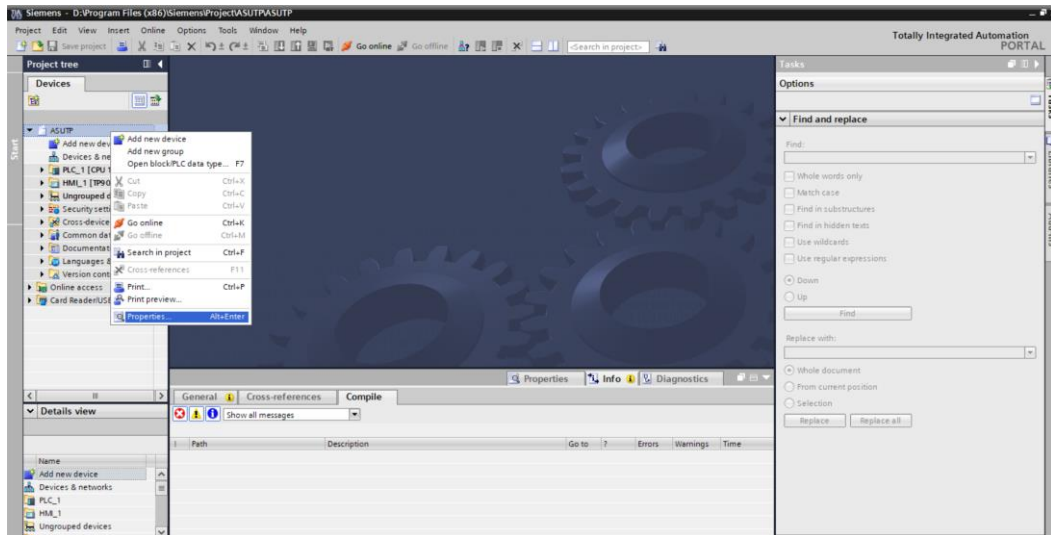 Siemens - D:\Program Files (x86)\Siemens\Project\ASUTP\ASUTP
Project Edit View Insert Online Options Tools Window Help
Totally Integrated Automation
PORTAL
Save project Go online Go offline <Search in project>
Project tree
Devices
Start
ASUTP
Add new dev
Devices & ne
PLC_1 [CPU 1
HMI_1 [TP90
Ungrouped d
Security setti
Cross-device
Common dat
Documentat
Languages &
Version cont
Online access
Card Reader/USB
Add new device
Add new group
Open block/PLC data type... F7
Cut Ctrl+X
Copy Ctrl+C
Paste Ctrl+V
Go online Ctrl+K
Go offline Ctrl+M
Search in project Ctrl+F
Cross-references F11
Print... Ctrl+P
Print preview...
Properties... Alt+Enter
Details view
Name
Add new device
Devices & networks
PLC_1
HMI_1
Ungrouped devices
Properties Info Diagnostics
General Cross-references Compile
Show all messages
! Path Description Go to ? Errors Warnings Time
Tasks
Options
Find and replace
Find:
Whole words only
Match case
Find in substructures
Find in hidden texts
Use wildcards
Use regular expressions
Down
Up
Find
Replace with:
Whole document
From current position
Selection
Replace Replace all